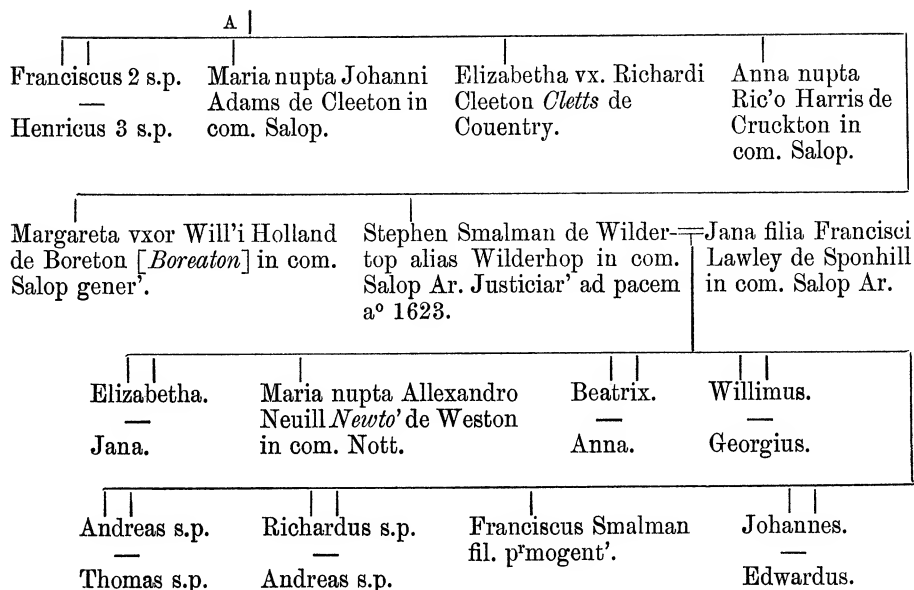 A
Franciscus 2 s.p.
—
Henricus 3 s.p.
Maria nupta Johanni
Adams de Cleeton in
com. Salop.
Elizabetha vx. Richardi
Cleeton Cletts de
Couentry.
Anna nupta
Ric'o Harris de
Cruckton in
com. Salop.
Margareta vxor Will'i Holland
de Boreton [Boreaton] in com.
Salop gener'.
Stephen Smalman de Wilder-
top alias Wilderhop in com.
Salop Ar. Justiciar' ad pacem
aº 1623.
Jana filia Francisci
Lawley de Sponhill
in com. Salop Ar.
Elizabetha.
—
Jana.
Maria nupta Allexandro
Neuill Newto' de Weston
in com. Nott.
Beatrix.
—
Anna.
Willimus.
—
Georgius.
Andreas s.p.
—
Thomas s.p.
Richardus s.p.
—
Andreas s.p.
Franciscus Smalman
fil. pʳmogent'.
Johannes.
—
Edwardus.